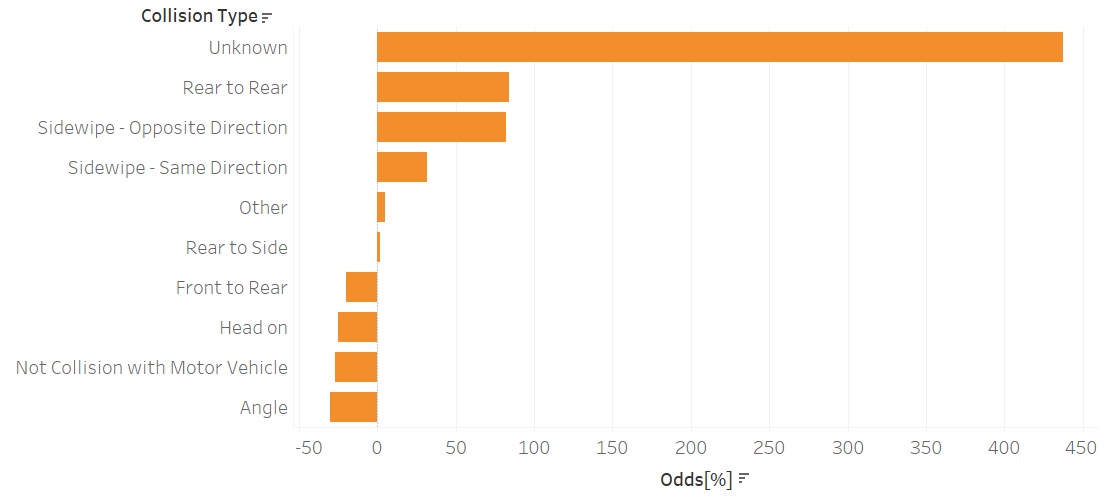 Collision Type
Unknown
Rear to Rear
Sidewipe - Opposite Direction
Sidewipe - Same Direction
Other
Rear to Side
Front to Rear
Head on
Not Collision with Motor Vehicle
Angle
-50 0 50 100 150 200 250 300 350 400 450
Odds[%]